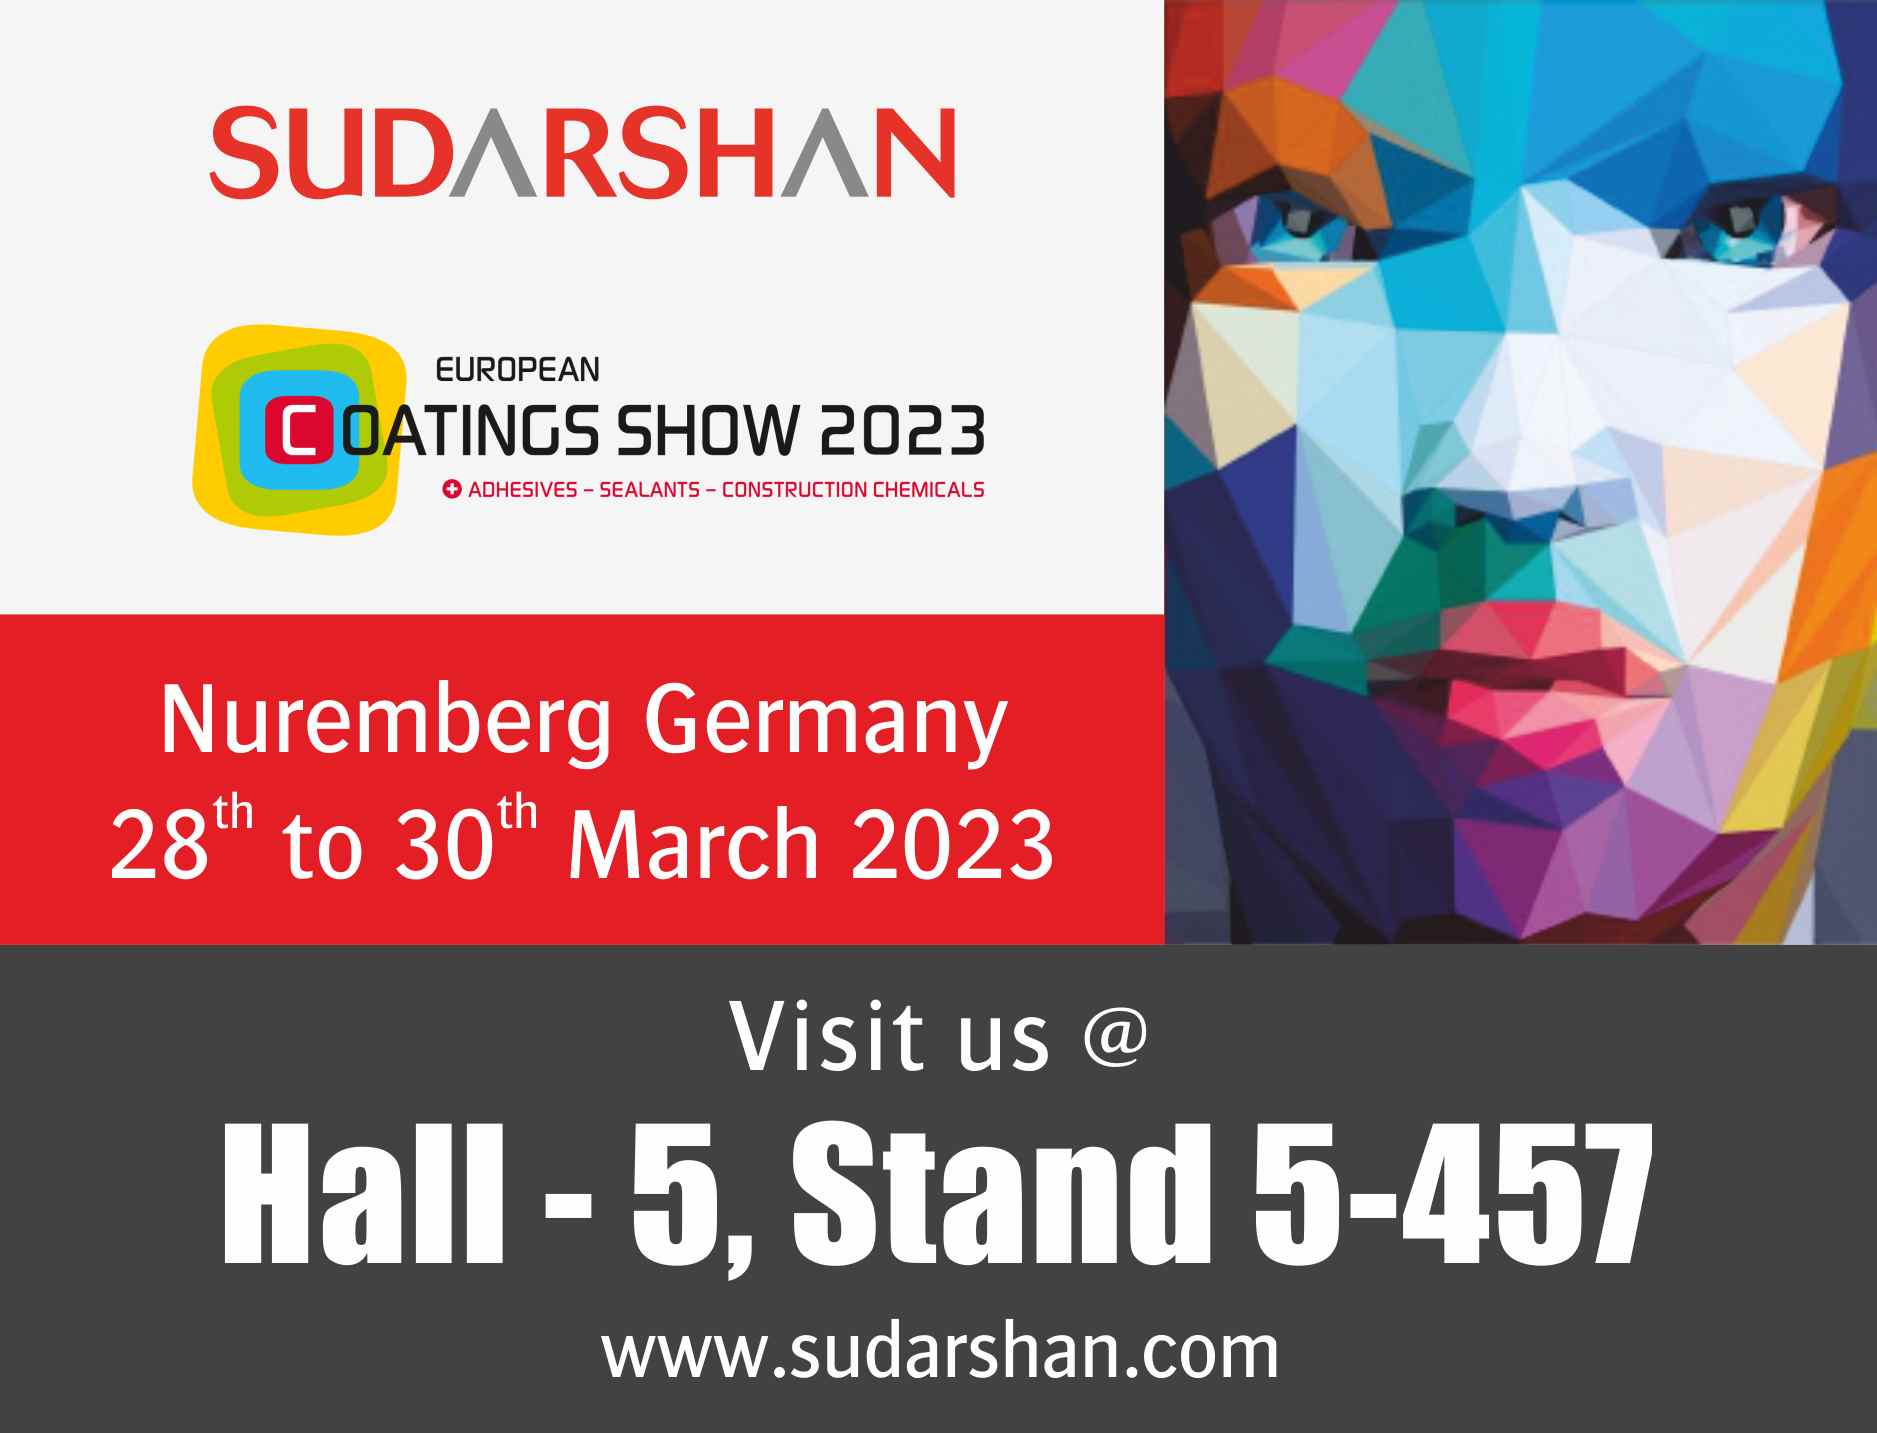 SUDARSHAN
EUROPEAN
COATINGS SHOW 2023
+ ADHESIVES – SEALANTS – CONSTRUCTION CHEMICALS
Nuremberg Germany
28th to 30th March 2023
Visit us @
Hall - 5, Stand 5-457
www.sudarshan.com